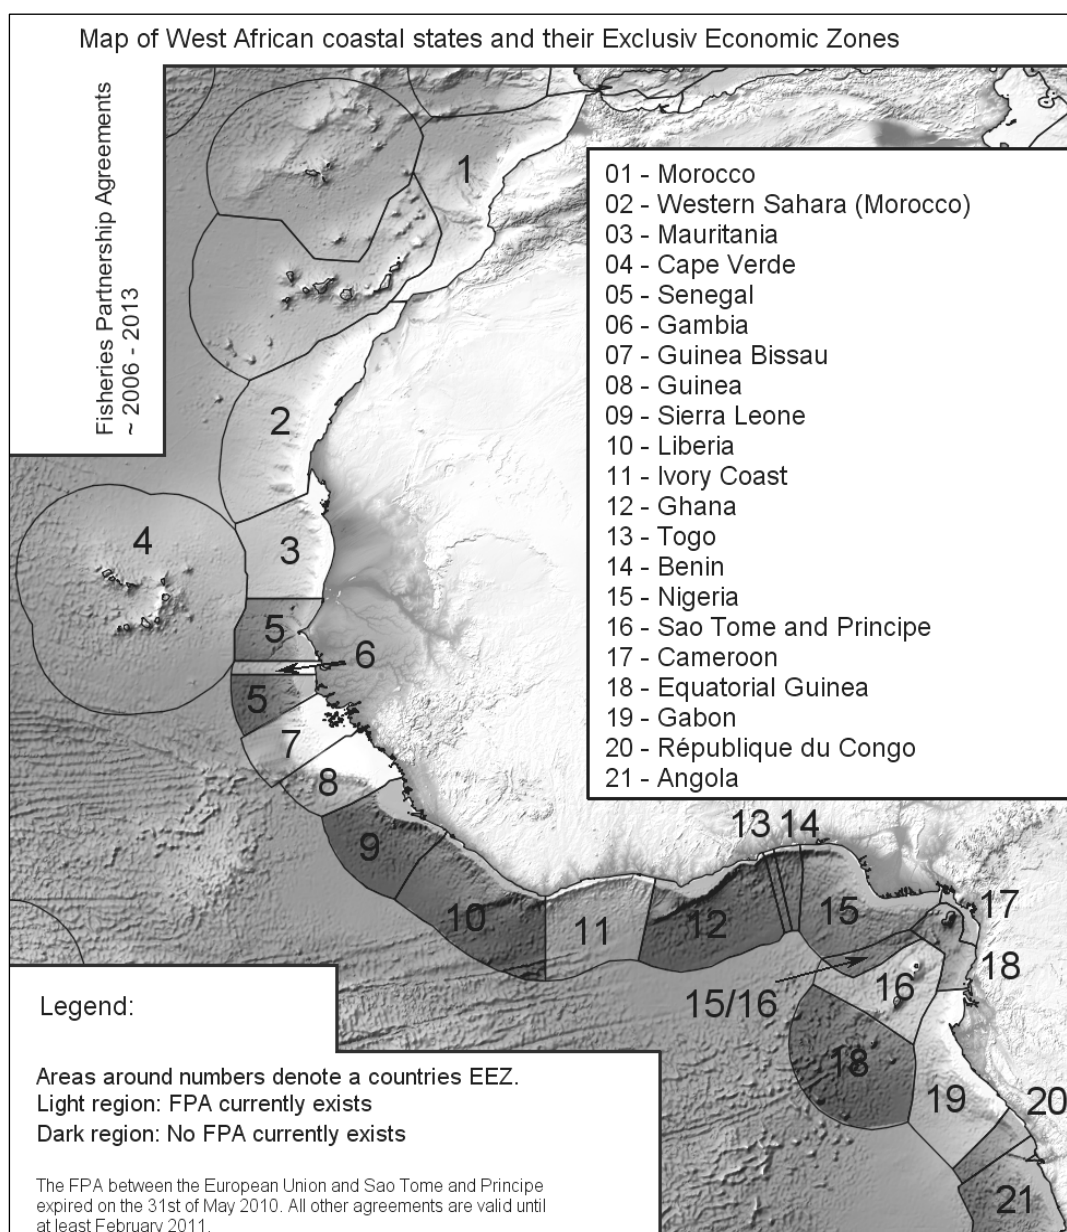 Map of West African coastal states and their Exclusiv Economic Zones
Fisheries Partnership Agreements
~ 2006 - 2013
01 - Morocco
02 - Western Sahara (Morocco)
03 - Mauritania
04 - Cape Verde
05 - Senegal
06 - Gambia
07 - Guinea Bissau
08 - Guinea
09 - Sierra Leone
10 - Liberia
11 - Ivory Coast
12 - Ghana
13 - Togo
14 - Benin
15 - Nigeria
16 - Sao Tome and Principe
17 - Cameroon
18 - Equatorial Guinea
19 - Gabon
20 - République du Congo
21 - Angola
1
2
3
4
5
6
5
7
8
9
10
11
12
13 14
15
17
18
16
15/16
18
19
20
21
Legend:
Areas around numbers denote a countries EEZ.
Light region: FPA currently exists
Dark region: No FPA currently exists
The FPA between the European Union and Sao Tome and Principe
expired on the 31st of May 2010. All other agreements are valid until
at least February 2011.